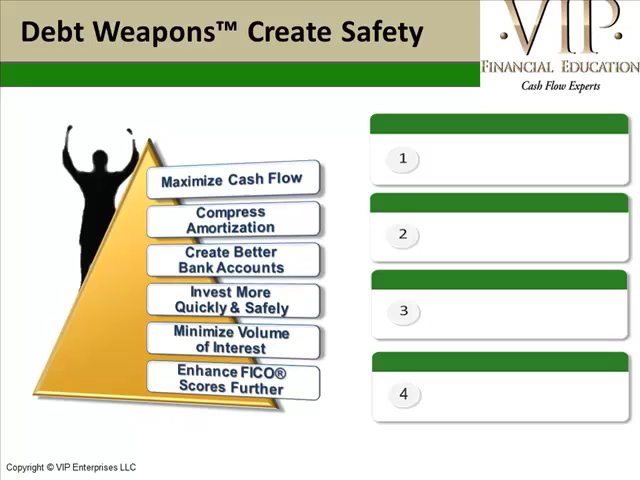 Debt Weapons™ Create Safety
VIP
FINANCIAL EDUCATION
Cash Flow Experts
Maximize Cash Flow
Compress
Amortization
Create Better
Bank Accounts
Invest More
Quickly & Safely
Minimize Volume
of Interest
Enhance FICO®
Scores Further
1
2
3
4
Copyright © VIP Enterprises LLC